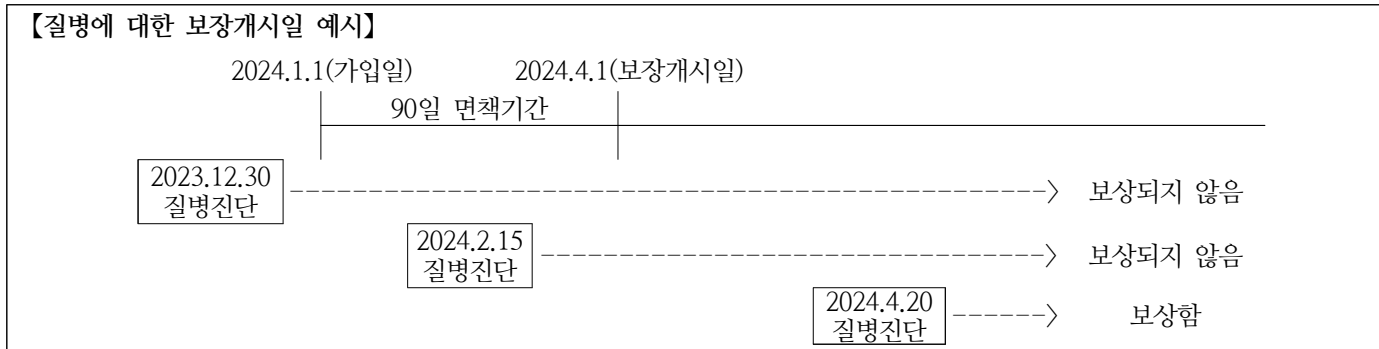 【질병에 대한 보장개시일 예시】
2024.1.1(가입일) 2024.4.1(보장개시일)
90일 면책기간
2023.12.30
질병진단
보상되지 않음
2024.2.15
질병진단
보상되지 않음
2024.4.20
질병진단
보상함